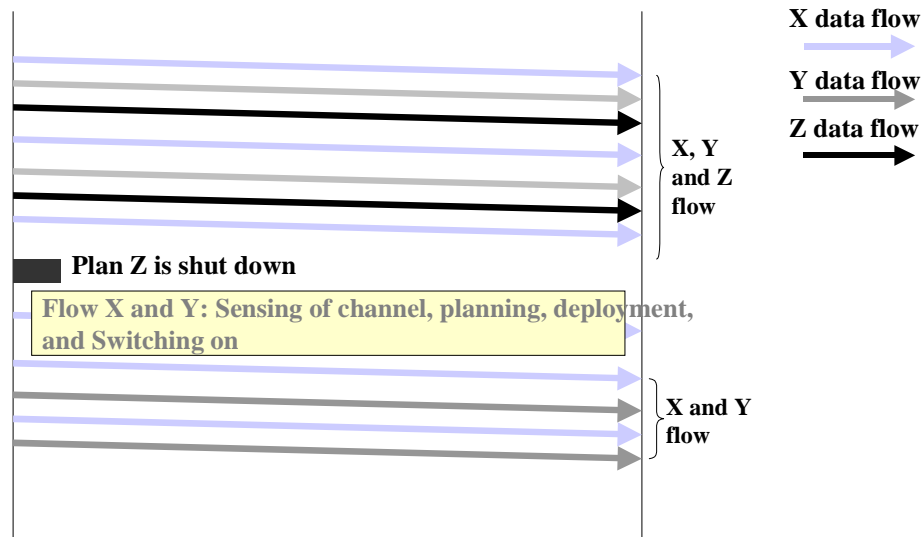 X data flow
Y data flow
Z data flow
X, Y
and Z
flow
Plan Z is shut down
Flow X and Y: Sensing of channel, planning, deployment,
and Switching on
X and Y
flow